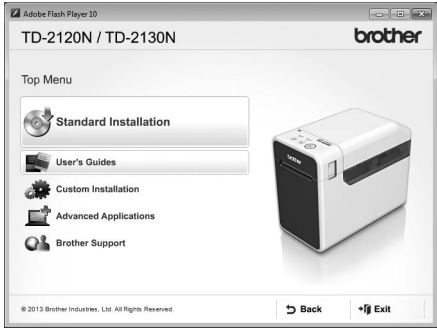 Adobe Flash Player 10
TD-2120N / TD-2130N
brother
Top Menu
Standard Installation
User's Guides
Custom Installation
Advanced Applications
Brother Support
brother
© 2013 Brother Industries, Ltd. All Rights Reserved.
Back
Exit